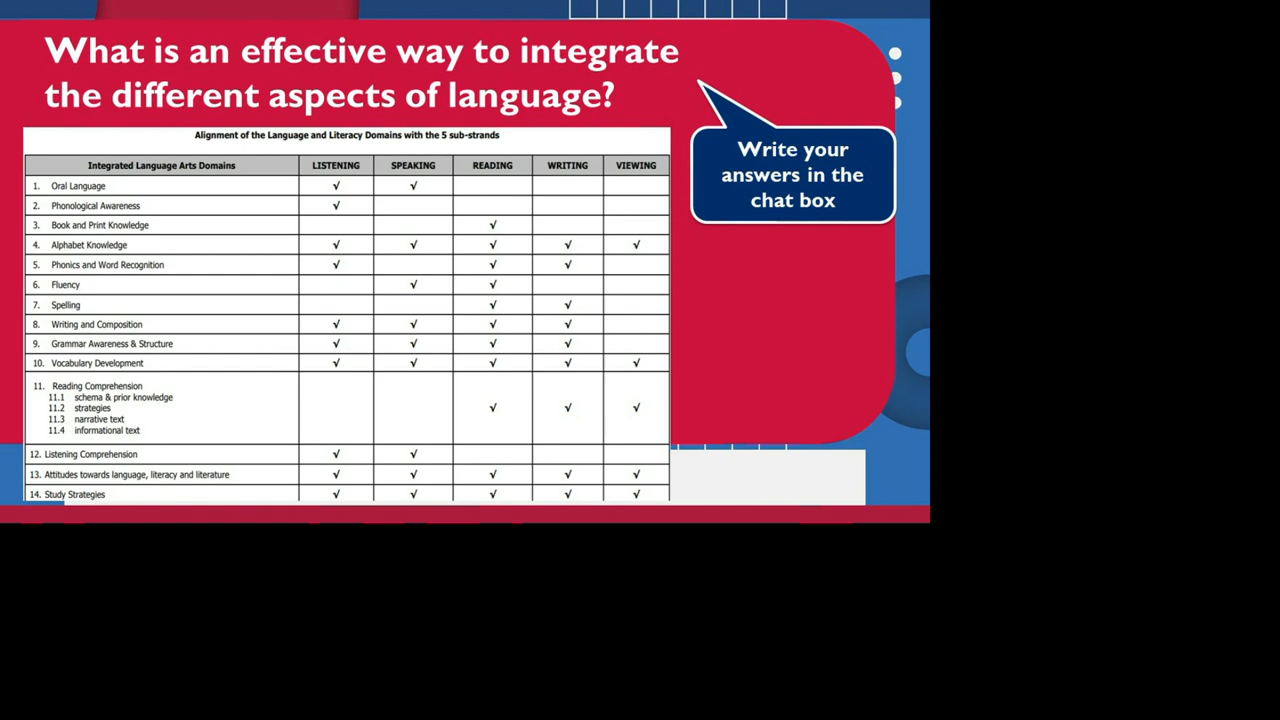 What is an effective way to integrate
the different aspects of language?
Write your
answers in the
chat box
Alignment of the Language and Literacy Domains with the 5 sub-strands
Integrated Language Arts Domains LISTENING SPEAKING READING WRITING VIEWING
1. Oral Language √ √
2. Phonological Awareness √
3. Book and Print Knowledge √
4. Alphabet Knowledge √ √ √ √ √
5. Phonics and Word Recognition √ √ √
6. Fluency √ √
7. Spelling √ √
8. Writing and Composition √ √ √ √
9. Grammar Awareness & Structure √ √ √ √
10. Vocabulary Development √ √ √ √ √
11. Reading Comprehension
11.1 schema & prior knowledge
11.2 strategies √ √ √
11.3 narrative text
11.4 informational text
12. Listening Comprehension √ √
13. Attitudes towards language, literacy and literature √ √ √ √ √
14. Study Strategies √ √ √ √ √